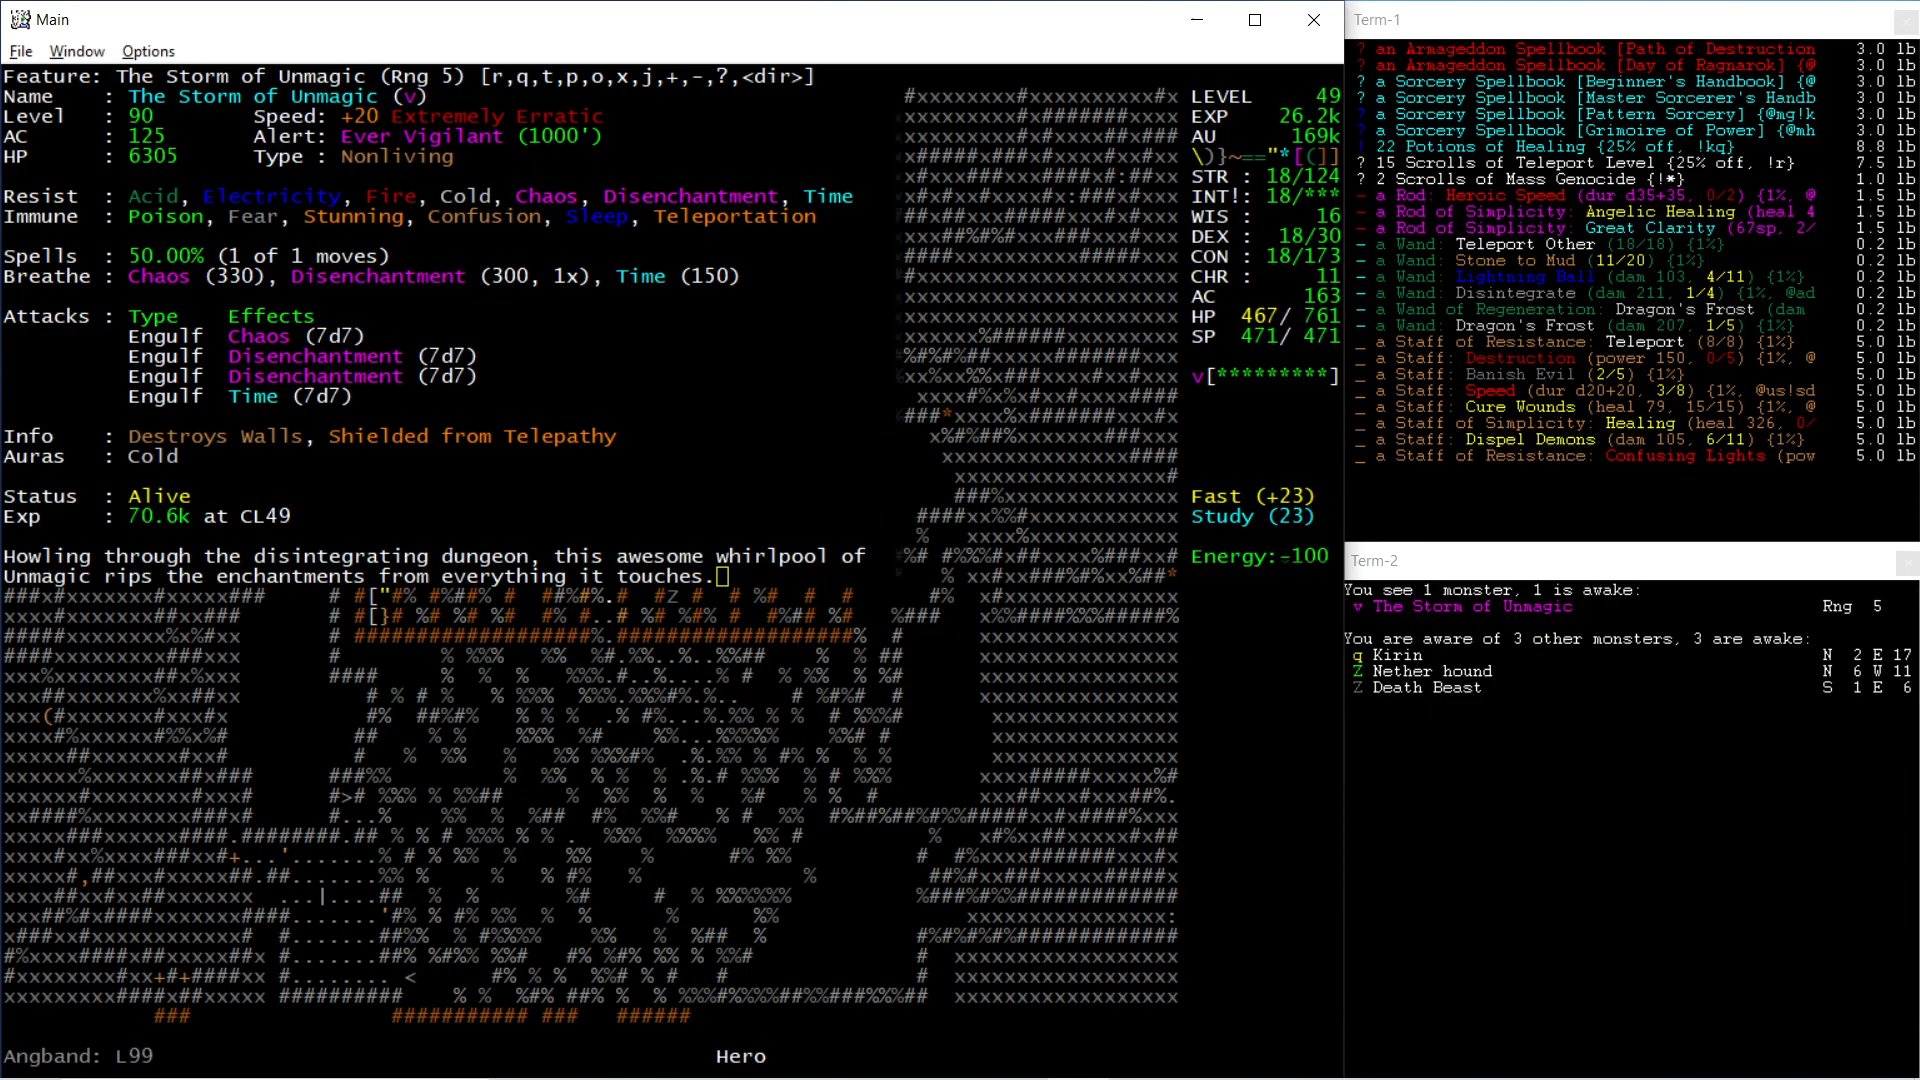 Main
File Window Options
Feature: The Storm of Unmagic (Rng 5) [r,q,t,p,o,x,j,+,-,?,<dir>]
Name : The Storm of Unmagic (v)
Level : 90 Speed: +20 Extremely Erratic
AC : 125 Alert: Ever Vigilant (1000')
HP : 6305 Type : Nonliving
Resist : Acid, Electricity, Fire, Cold, Chaos, Disenchantment, Time
Immune : Poison, Fear, Stunning, Confusion, Sleep, Teleportation
Spells : 50.00% (1 of 1 moves)
Breathe : Chaos (330), Disenchantment (300, 1x), Time (150)
Attacks : Type Effects
Engulf Chaos (7d7)
Engulf Disenchantment (7d7)
Engulf Disenchantment (7d7)
Engulf Time (7d7)
Info : Destroys Walls, Shielded from Telepathy
Auras : Cold
Status : Alive
Exp : 70.6k at CL49
Howling through the disintegrating dungeon, this awesome whirlpool of
Unmagic rips the enchantments from everything it touches.
LEVEL 49
EXP 26.2k
AU 169k
\)}~=="*[(]]
STR : 18/124
INT!: 18/***
WIS : 16
DEX : 18/30
CON : 18/173
CHR : 11
AC 163
HP 467/ 761
SP 471/ 471
v[*********]
Fast (+23)
Study (23)
Energy:-100
Angband: L99
Hero
Term-1
? an Armageddon Spellbook [Path of Destruction 3.0 lb
? an Armageddon Spellbook [Day of Ragnarok] {@ 3.0 lb
? a Sorcery Spellbook [Beginner's Handbook] {@ 3.0 lb
? a Sorcery Spellbook [Master Sorcerer's Handb 3.0 lb
? a Sorcery Spellbook [Pattern Sorcery] {@mg!k 3.0 lb
? a Sorcery Spellbook [Grimoire of Power] {@mh 3.0 lb
! 22 Potions of Healing {25% off, !kq} 8.8 lb
? 15 Scrolls of Teleport Level {25% off, !r} 7.5 lb
? 2 Scrolls of Mass Genocide {!*} 1.0 lb
- a Rod: Heroic Speed (dur d35+35, 0/2) {1%, @ 1.5 lb
- a Rod of Simplicity: Angelic Healing (heal 4 1.5 lb
- a Rod of Simplicity: Great Clarity (67sp, 2/ 1.5 lb
- a Wand: Teleport Other (18/18) {1%} 0.2 lb
- a Wand: Stone to Mud (11/20) {1%} 0.2 lb
- a Wand: Lightning Ball (dam 103, 4/11) {1%} 0.2 lb
- a Wand: Disintegrate (dam 211, 1/4) {1%, @ad 0.2 lb
- a Wand of Regeneration: Dragon's Frost (dam 0.2 lb
- a Wand: Dragon's Frost (dam 207, 1/5) {1%} 0.2 lb
_ a Staff of Resistance: Teleport (8/8) {1%} 5.0 lb
_ a Staff: Destruction (power 150, 0/5) {1%, @ 5.0 lb
_ a Staff: Banish Evil (2/5) {1%} 5.0 lb
_ a Staff: Speed (dur d20+20, 3/8) {1%, @us!sd 5.0 lb
_ a Staff: Cure Wounds (heal 79, 15/15) {1%, @ 5.0 lb
_ a Staff of Simplicity: Healing (heal 326, 0/ 5.0 lb
_ a Staff: Dispel Demons (dam 105, 6/11) {1%} 5.0 lb
_ a Staff of Resistance: Confusing Lights (pow 5.0 lb
Term-2
You see 1 monster, 1 is awake:
v The Storm of Unmagic Rng 5
You are aware of 3 other monsters, 3 are awake:
q Kirin N 2 E 17
Z Nether hound N 6 W 11
Z Death Beast S 1 E 6